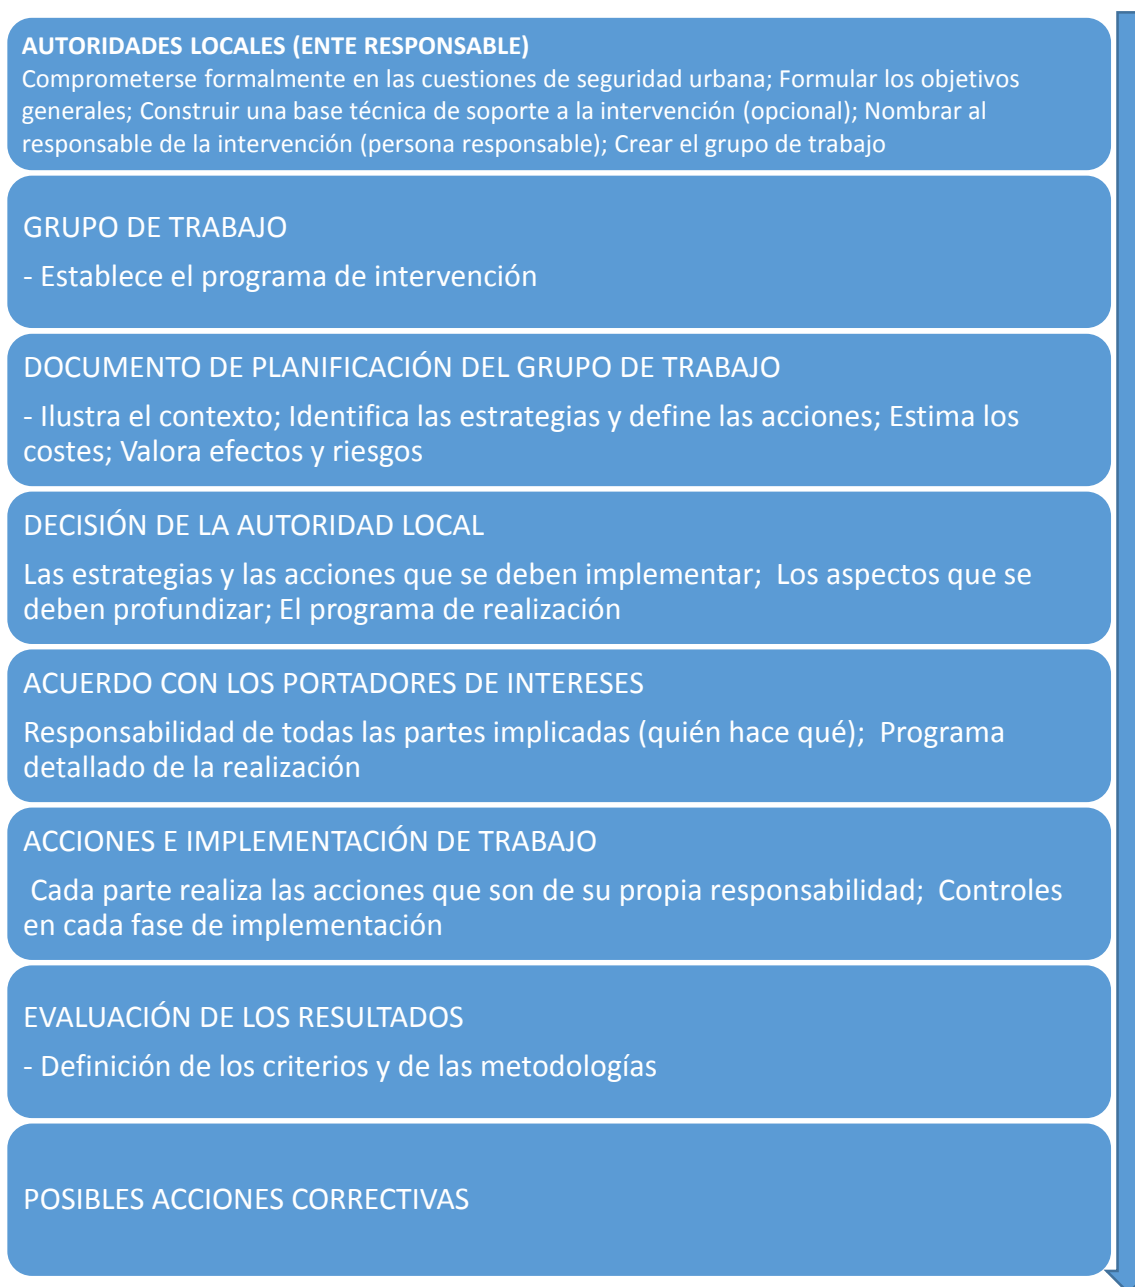 AUTORIDADES LOCALES (ENTE RESPONSABLE)
Comprometerse formalmente en las cuestiones de seguridad urbana; Formular los objetivos
generales; Construir una base técnica de soporte a la intervención (opcional); Nombrar al
responsable de la intervención (persona responsable); Crear el grupo de trabajo
GRUPO DE TRABAJO
- Establece el programa de intervención
DOCUMENTO DE PLANIFICACIÓN DEL GRUPO DE TRABAJO
- Ilustra el contexto; Identifica las estrategias y define las acciones; Estima los
costes; Valora efectos y riesgos
DECISIÓN DE LA AUTORIDAD LOCAL
Las estrategias y las acciones que se deben implementar;  Los aspectos que se
deben profundizar; El programa de realización
ACUERDO CON LOS PORTADORES DE INTERESES
Responsabilidad de todas las partes implicadas (quién hace qué);  Programa
detallado de la realización
ACCIONES E IMPLEMENTACIÓN DE TRABAJO
Cada parte realiza las acciones que son de su propia responsabilidad;  Controles
en cada fase de implementación
EVALUACIÓN DE LOS RESULTADOS
- Definición de los criterios y de las metodologías
POSIBLES ACCIONES CORRECTIVAS